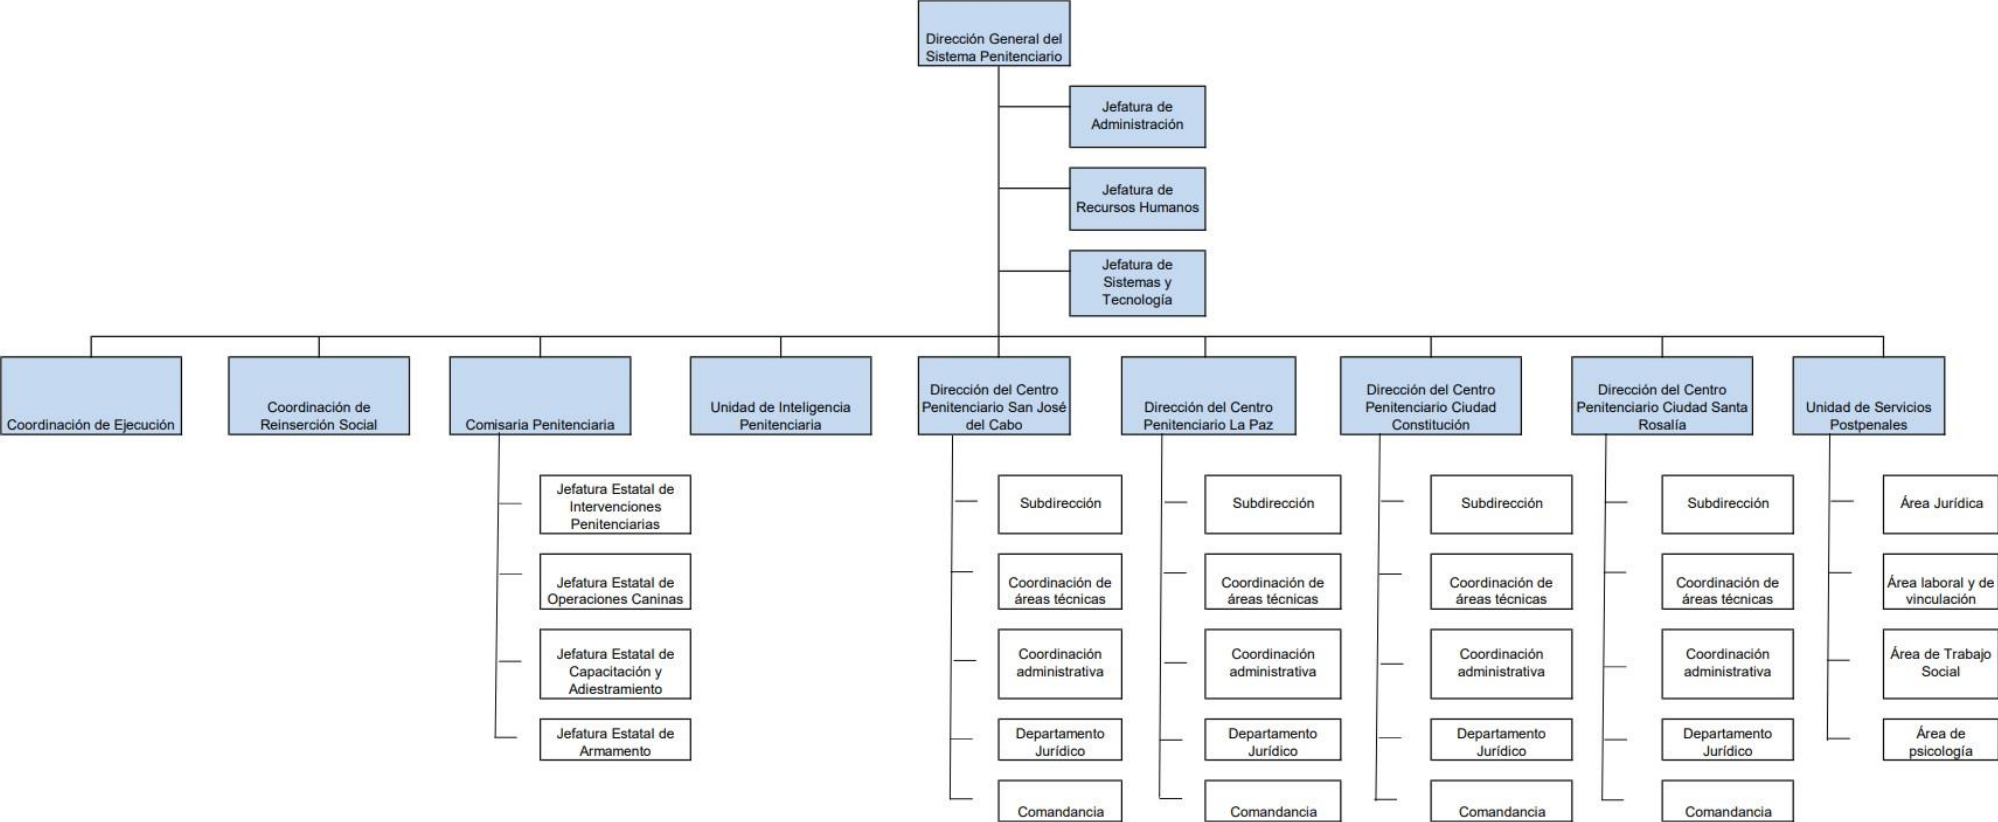 Dirección General del
Sistema Penitenciario
Jefatura de
Administración
Jefatura de
Recursos Humanos
Jefatura de
Sistemas y
Tecnología
Coordinación de Ejecución
Coordinación de
Reinserción Social
Comisaria Penitenciaria
Unidad de Inteligencia
Penitenciaria
Dirección del Centro
Penitenciario San José
del Cabo
Dirección del Centro
Penitenciario La Paz
Dirección del Centro
Penitenciario Ciudad
Constitución
Dirección del Centro
Penitenciario Ciudad Santa
Rosalía
Unidad de Servicios
Postpenales
Jefatura Estatal de
Intervenciones
Penitenciarias
Jefatura Estatal de
Operaciones Caninas
Jefatura Estatal de
Capacitación y
Adiestramiento
Jefatura Estatal de
Armamento
Subdirección
Coordinación de
áreas técnicas
Coordinación
administrativa
Departamento
Jurídico
Comandancia
Subdirección
Coordinación de
áreas técnicas
Coordinación
administrativa
Departamento
Jurídico
Comandancia
Subdirección
Coordinación de
áreas técnicas
Coordinación
administrativa
Departamento
Jurídico
Comandancia
Subdirección
Coordinación de
áreas técnicas
Coordinación
administrativa
Departamento
Jurídico
Comandancia
Área Jurídica
Área laboral y de
vinculación
Área de Trabajo
Social
Área de
psicología